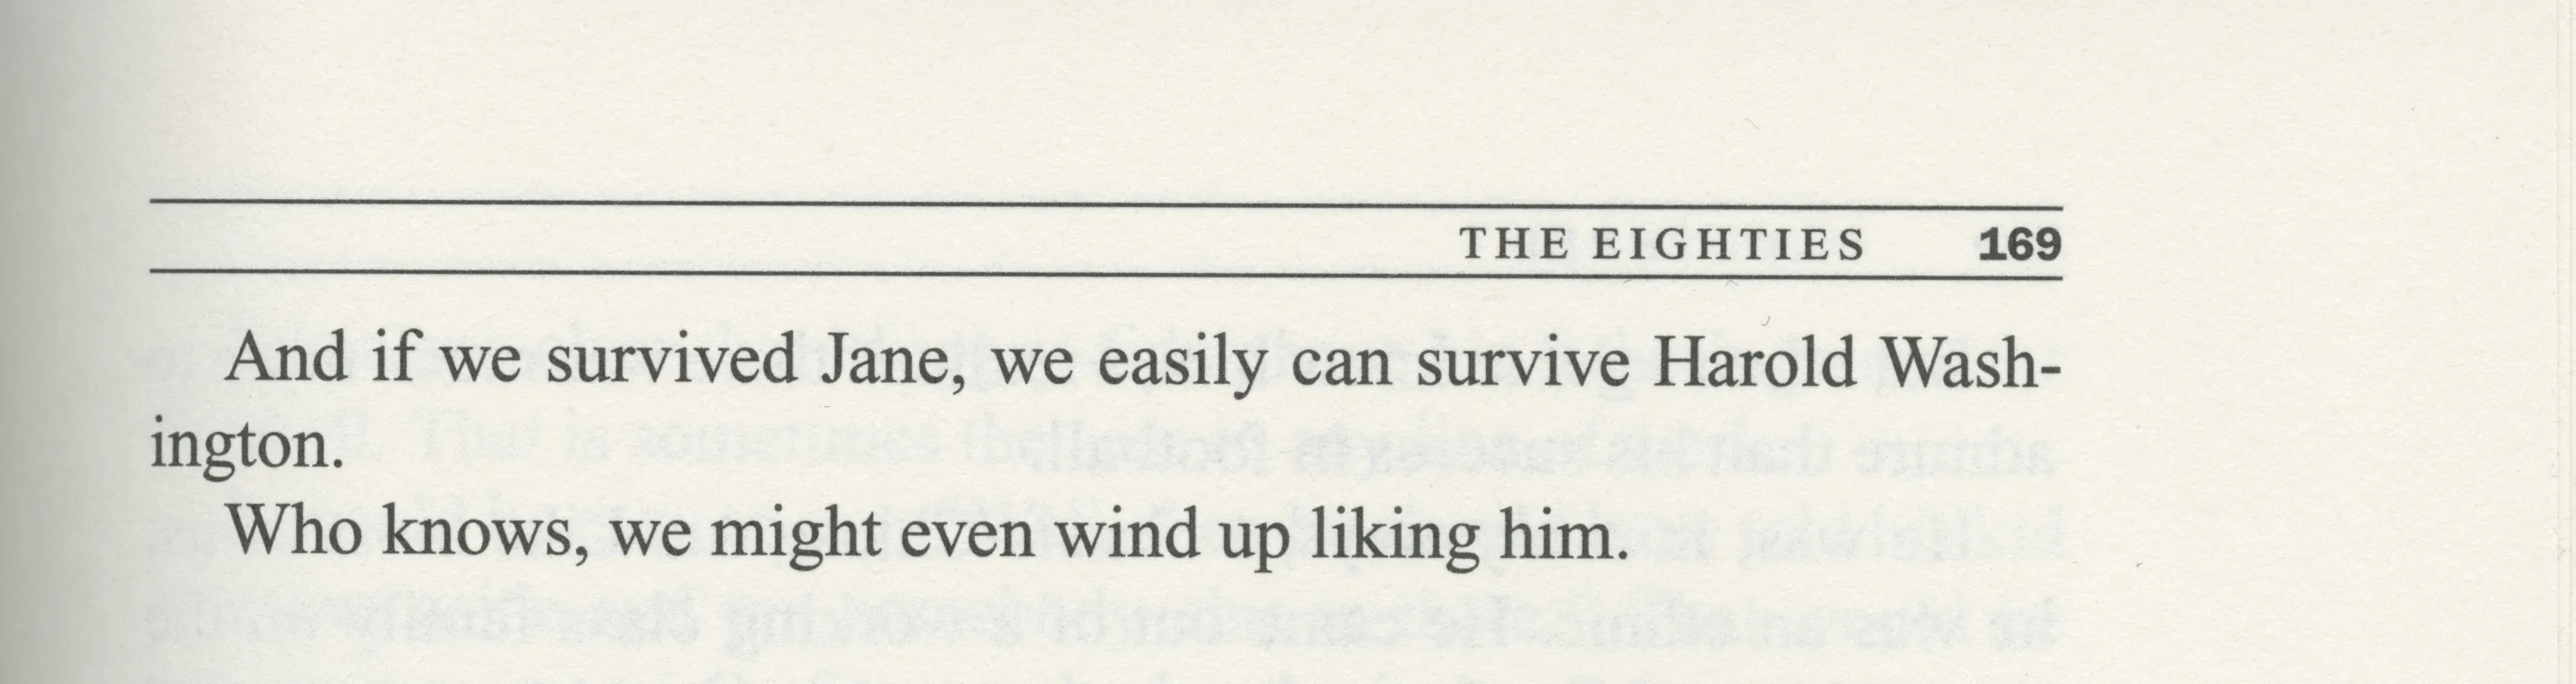 THE EIGHTIES 169
And if we survived Jane, we easily can survive Harold Wash-
ington.
Who knows, we might even wind up liking him.